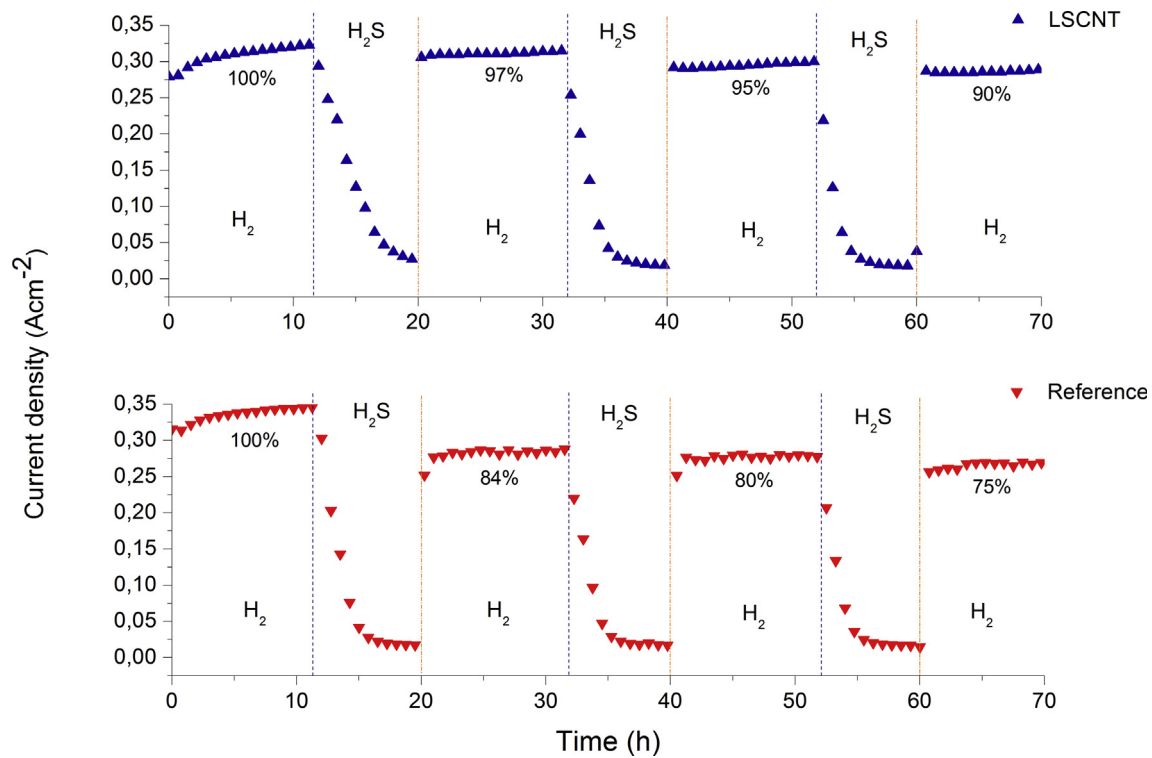 LSCNT
0,35
0,30
0,25
0,20
0,15
0,10
0,05
0,00
H2S
H2S
H2S
100%
97%
95%
90%
H2
H2
H2
H2
0 10 20 30 40 50 60 70
Current density (Acm-2)
Reference
0,35
0,30
0,25
0,20
0,15
0,10
0,05
0,00
H2S
H2S
H2S
100%
84%
80%
75%
H2
H2
H2
H2
0 10 20 30 40 50 60 70
Time (h)